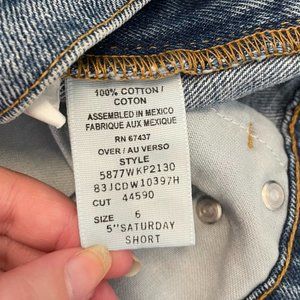 100% COTTON /
COTON
ASSEMBLED IN MEXICO
FABRIQUE AUX MEXIQUE
RN 67437
OVER / AU VERSO
STYLE
5877WKP2130
83JCDW10397H
CUT 44590
SIZE 6
5"SATURDAY
SHORT